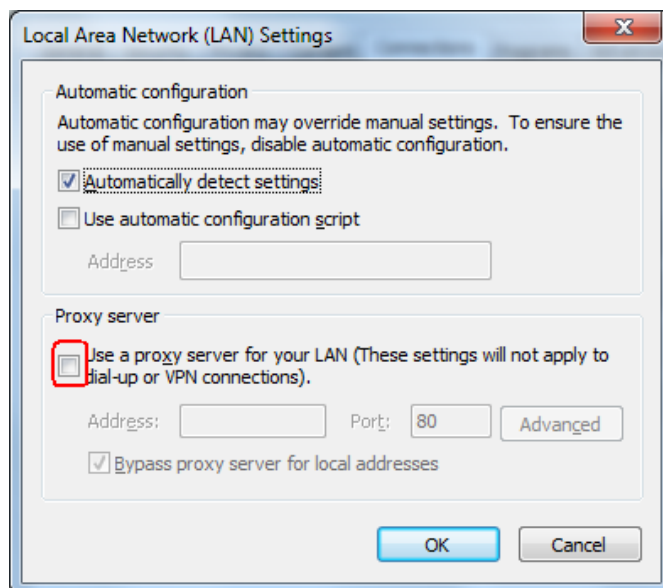 Local Area Network (LAN) Settings
Automatic configuration
Automatic configuration may override manual settings. To ensure the
use of manual settings, disable automatic configuration.
Automatically detect settings
Use automatic configuration script
Address
Proxy server
Use a proxy server for your LAN (These settings will not apply to
dial-up or VPN connections).
Address:
Port: 80
Advanced
Bypass proxy server for local addresses
OK
Cancel